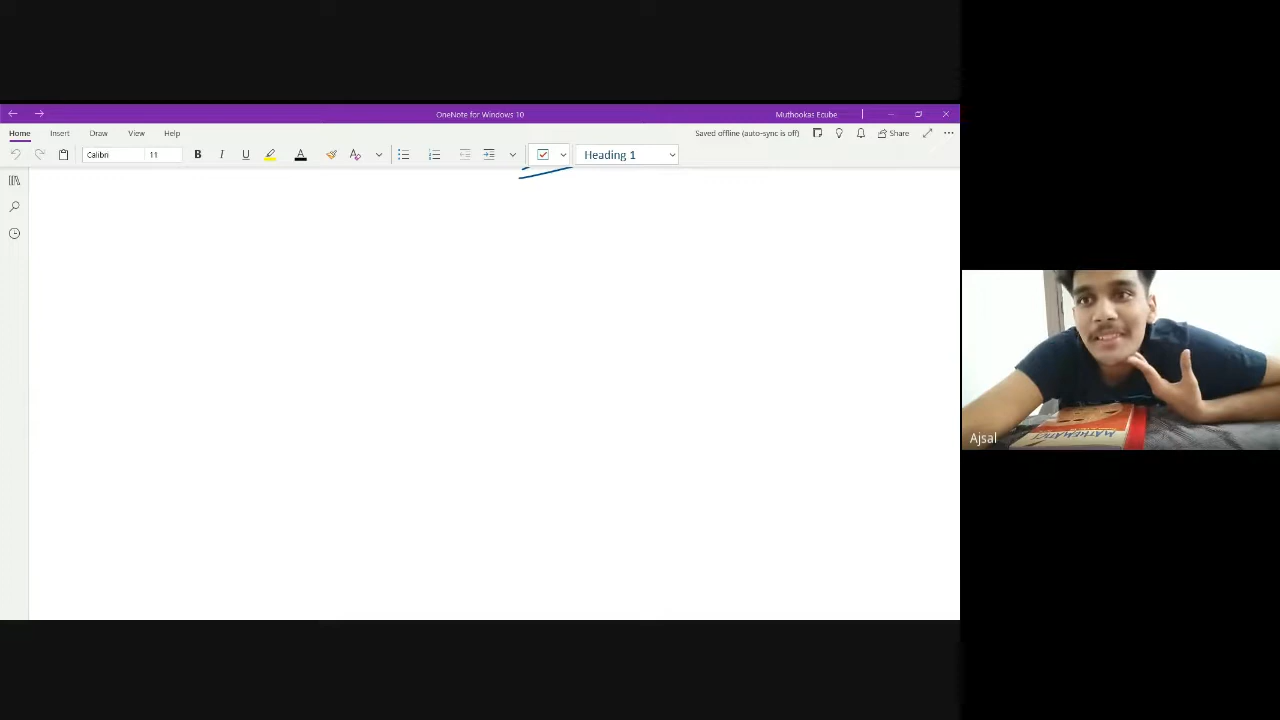 OneNote for Windows 10
Muthookas Ecube
Home Insert Draw View Help
Saved offline (auto-sync is off)
Share
Calibri 11 B I U A A Heading 1
MATHEMATICS
Ajsal